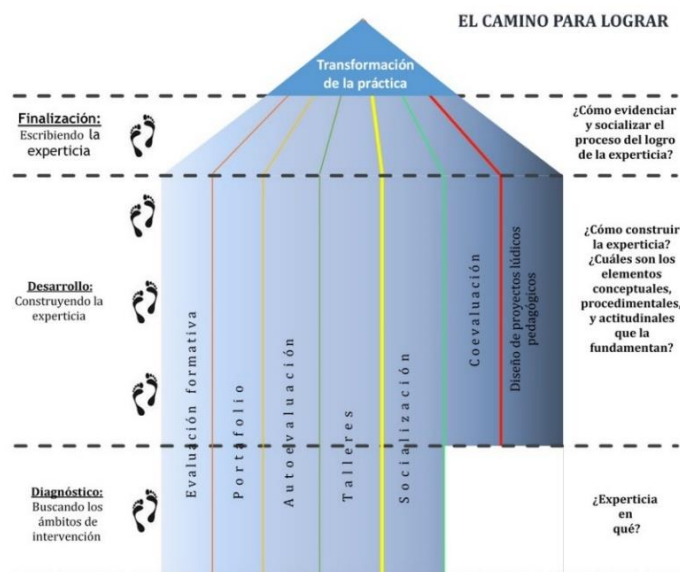 EL CAMINO PARA LOGRAR
Transformación
de la práctica
Finalización:
Escribiendo la
experticia
¿Cómo evidenciar
y socializar el
proceso del logro
de la experticia?
Desarrollo:
Construyendo la
experticia
¿Cómo construir
la experticia?
¿Cuáles son los
elementos
conceptuales,
procedimentales,
y actitudinales
que la
fundamentan?
Evaluación formativa
Portafolio
Autoevaluación
Talleres
Socialización
Coevaluación
Diseño de proyectos lúdicos
pedagógicos
Diagnóstico:
Buscando los
ámbitos de
intervención
¿Experticia
en
qué?